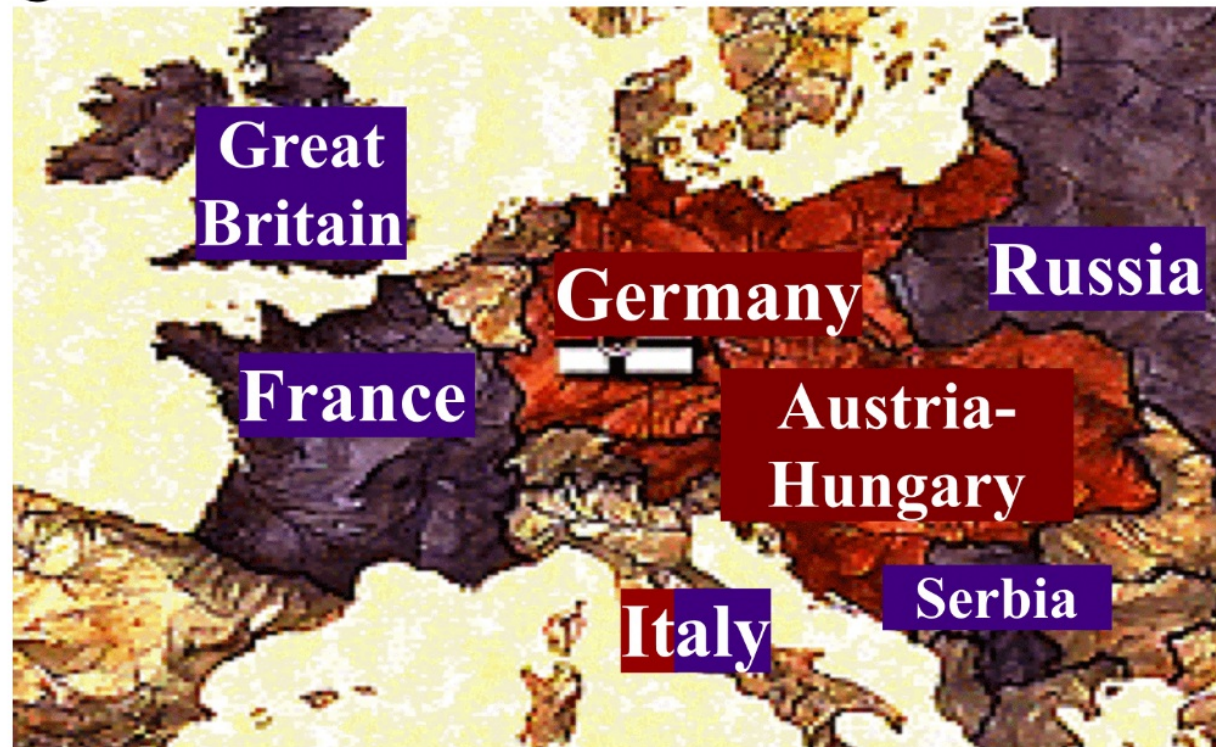 Great
Britain
Russia
Germany
France
Austria-
Hungary
Serbia
Italy